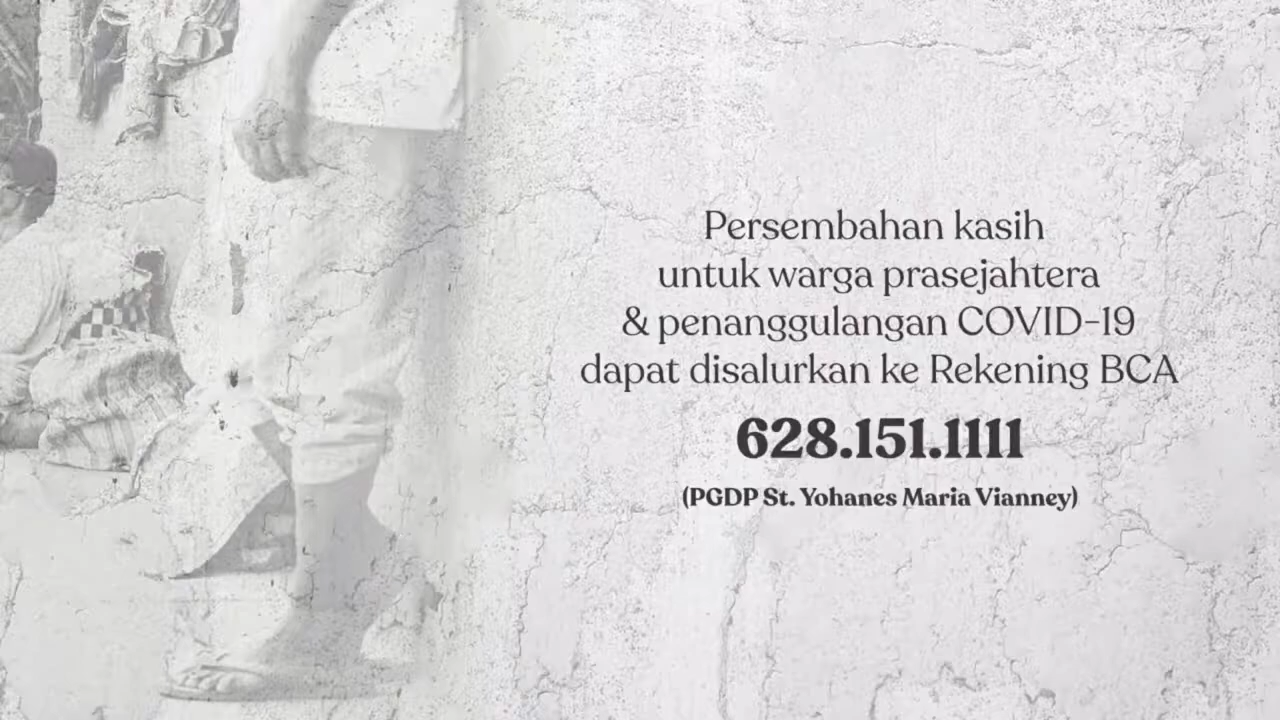 Persembahan kasih
untuk warga prasejahtera
& penanggulangan COVID-19
dapat disalurkan ke Rekening BCA
628.151.1111
(PGDP St. Yohanes Maria Vianney)